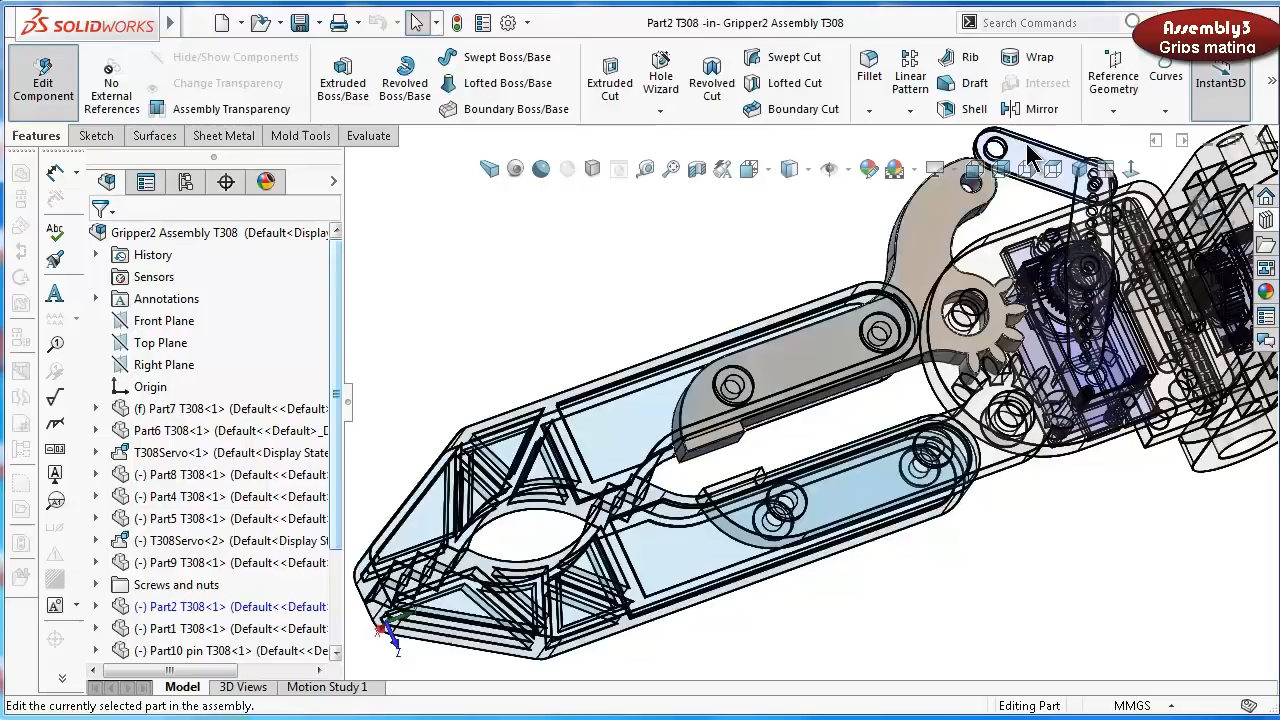 SOLIDWORKS
Part2 T308 -in- Gripper2 Assembly T308
Search Commands
Assembly3
Grips matina
Edit
Component
No
External
References
Hide/Show Components
Change Transparency
Assembly Transparency
Extruded
Boss/Base
Revolved
Boss/Base
Swept Boss/Base
Lofted Boss/Base
Boundary Boss/Base
Extruded
Cut
Hole
Wizard
Revolved
Cut
Swept Cut
Lofted Cut
Boundary Cut
Fillet
Linear
Pattern
Rib
Draft
Shell
Wrap
Intersect
Mirror
Reference
Geometry
Curves
Instant3D
Features
Sketch
Surfaces
Sheet Metal
Mold Tools
Evaluate
Gripper2 Assembly T308 (Default<Display
History
Sensors
Annotations
Front Plane
Top Plane
Right Plane
Origin
(f) Part7 T308<1> (Default<<Default>
Part6 T308<1> (Default<<Default>_D
T308Servo<1> (Default<Display State
(-) Part8 T308<1> (Default<<Default>
(-) Part4 T308<1> (Default<<Default>
(-) Part5 T308<1> (Default<<Default>
(-) T308Servo<2> (Default<Display S
(-) Part9 T308<1> (Default<<Default>
Screws and nuts
(-) Part2 T308<1> (Default<<Default>
(-) Part1 T308<1> (Default<<Default>
(-) Part10 pin T308<1> (Default<<De
Z
Model
3D Views
Motion Study 1
Edit the currently selected part in the assembly.
Editing Part
MMGS